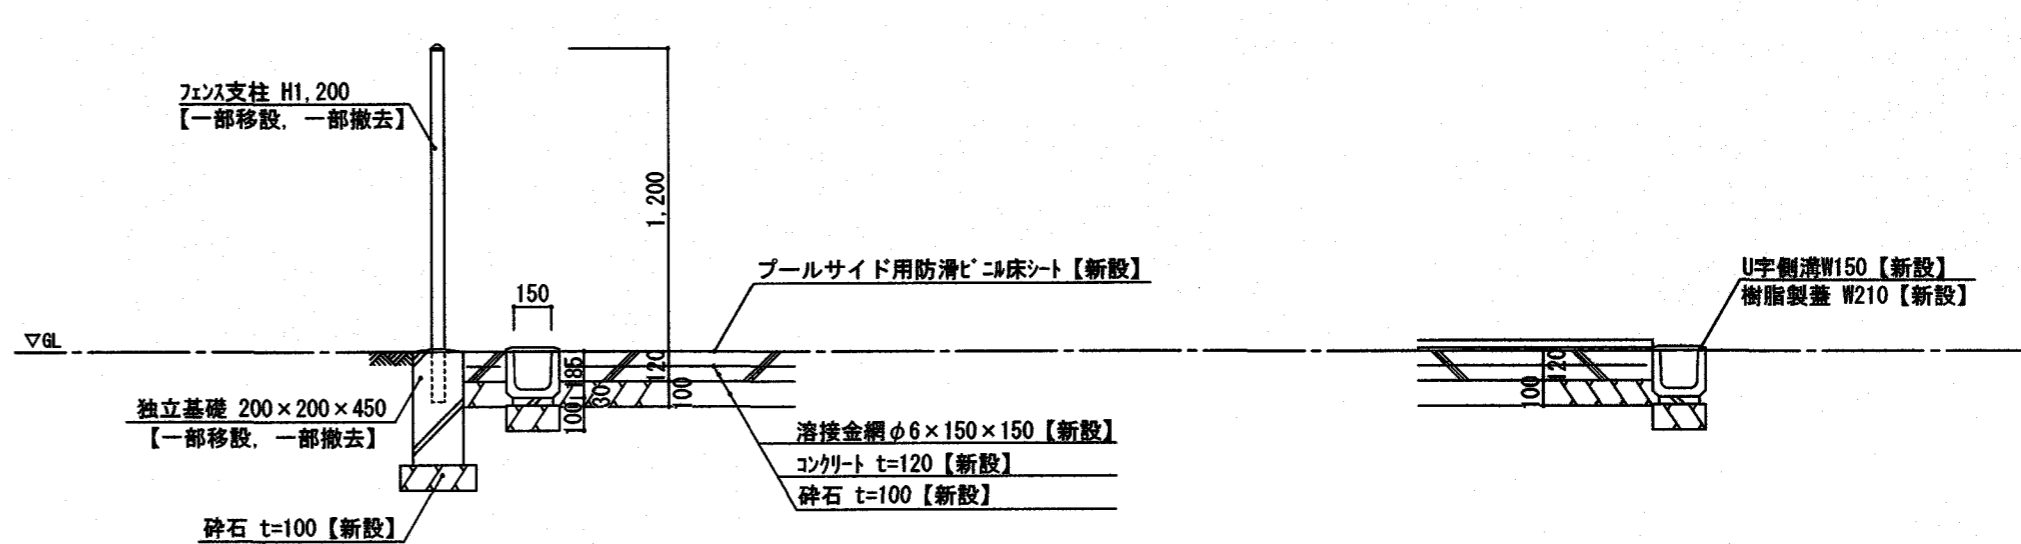 フェンス支柱 H1,200
【一部移設, 一部撤去】
1,200
プールサイド用防滑ビニル床シート【新設】
U字側溝W150【新設】
樹脂製蓋 W210【新設】
150
▽GL
185
120
100
30
100
120
100
独立基礎 200×200×450
【一部移設, 一部撤去】
溶接金網φ6×150×150【新設】
コンクリート t=120【新設】
砕石 t=100【新設】
砕石 t=100【新設】